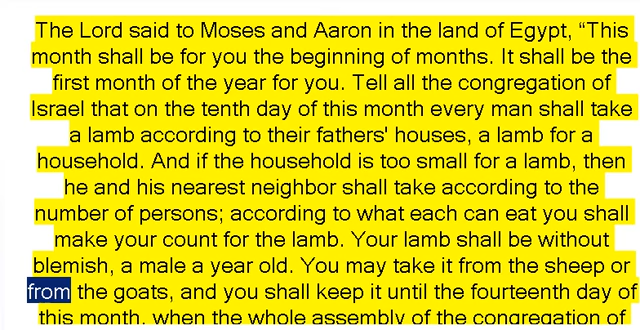 The Lord said to Moses and Aaron in the land of Egypt, “This
month shall be for you the beginning of months. It shall be the
first month of the year for you. Tell all the congregation of
Israel that on the tenth day of this month every man shall take
a lamb according to their fathers' houses, a lamb for a
household. And if the household is too small for a lamb, then
he and his nearest neighbor shall take according to the
number of persons; according to what each can eat you shall
make your count for the lamb. Your lamb shall be without
blemish, a male a year old. You may take it from the sheep or
from the goats, and you shall keep it until the fourteenth day of
this month, when the whole assembly of the congregation of